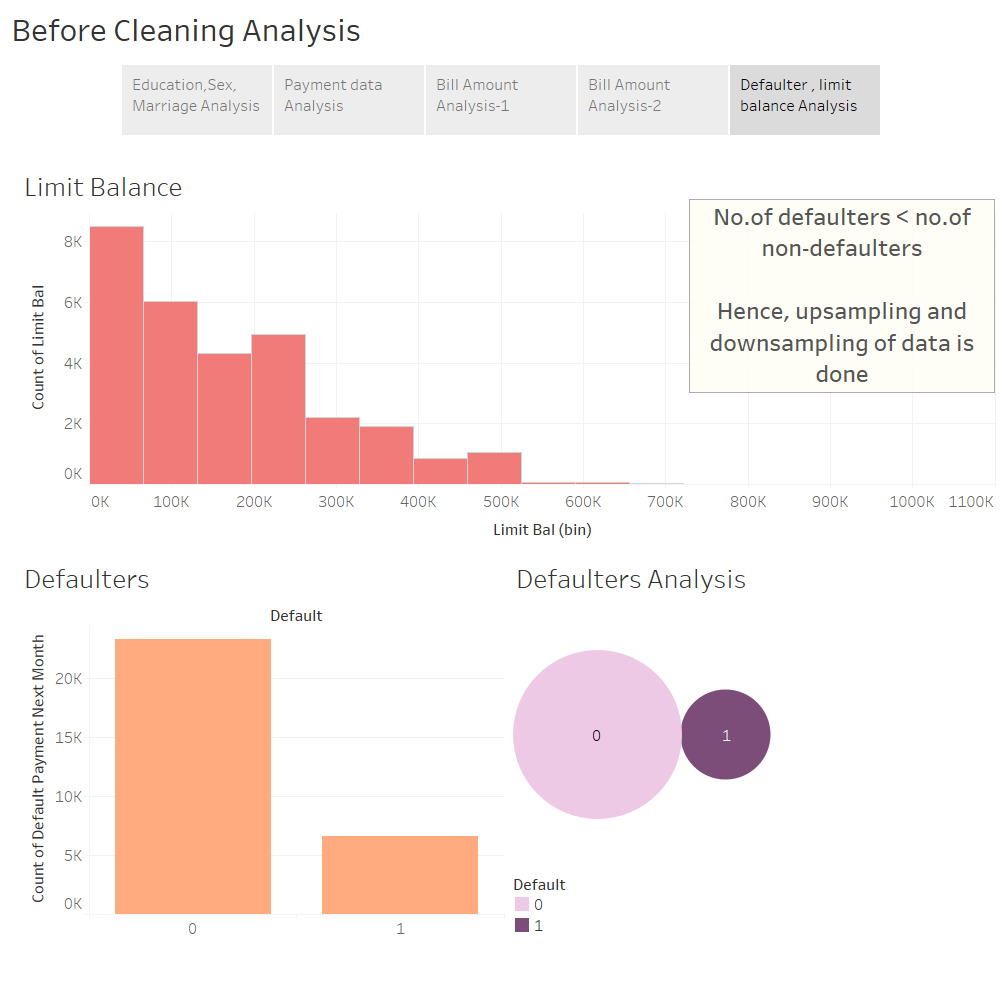 Before Cleaning Analysis
Education,Sex,
Marriage Analysis
Payment data
Analysis
Bill Amount
Analysis-1
Bill Amount
Analysis-2
Defaulter , limit
balance Analysis
Limit Balance
No.of defaulters < no.of
non-defaulters
Hence, upsampling and
downsampling of data is
done
Count of Limit Bal
8K
6K
4K
2K
0K
0K 100K 200K 300K 400K 500K 600K 700K 800K 900K 1000K 1100K
Limit Bal (bin)
Defaulters
Default
Count of Default Payment Next Month
20K
15K
10K
5K
0K
0 1
Defaulters Analysis
0 1
Default
0
1